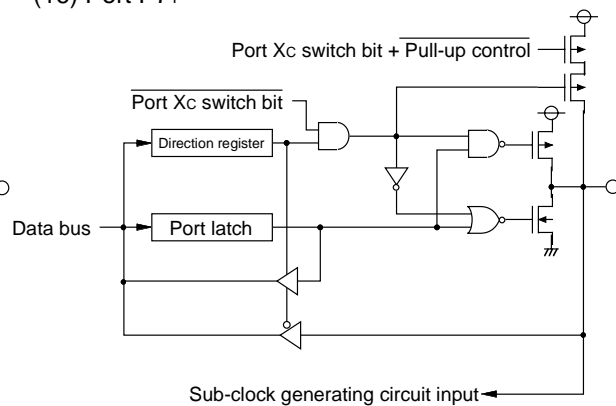 Port
Port XC switch bit + Pull-up control
Port XC switch bit
Direction register
Data bus
Port latch
Sub-clock generating circuit input